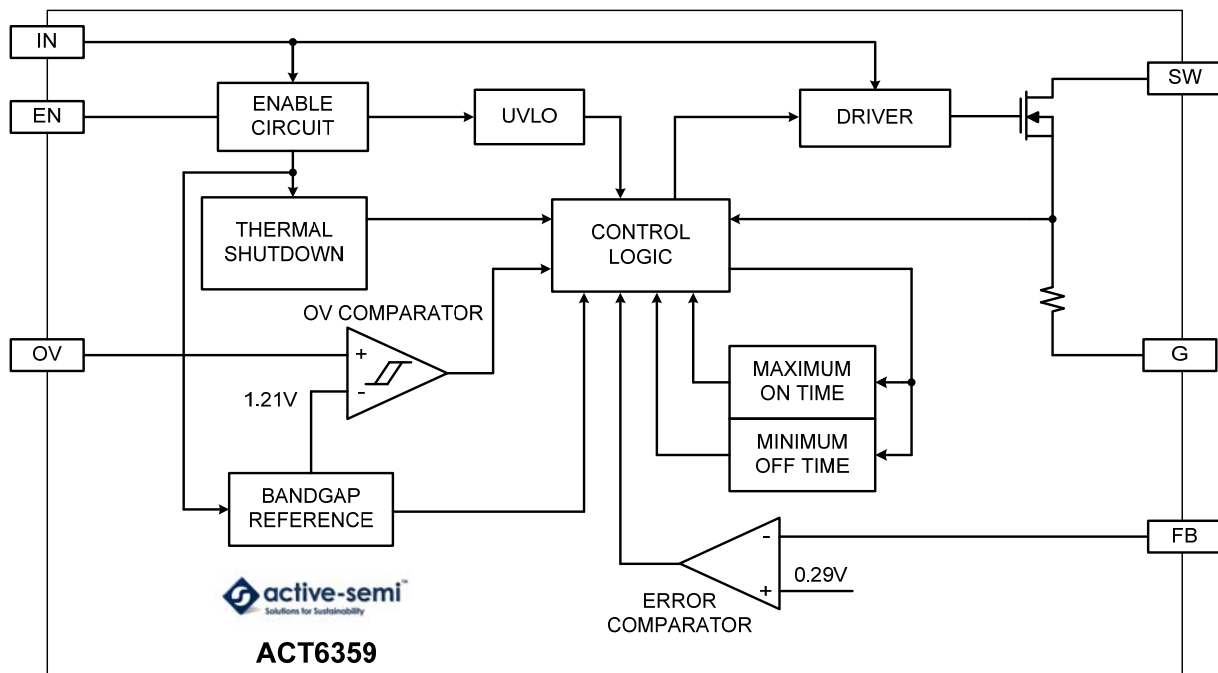 IN
SW
EN
ENABLE
CIRCUIT
UVLO
DRIVER
THERMAL
SHUTDOWN
CONTROL
LOGIC
OV COMPARATOR
OV
+
-
1.21V
G
MAXIMUM
ON TIME
MINIMUM
OFF TIME
BANDGAP
REFERENCE
FB
-
+
0.29V
ERROR
COMPARATOR
active-semi™
Solutions for Sustainability
ACT6359